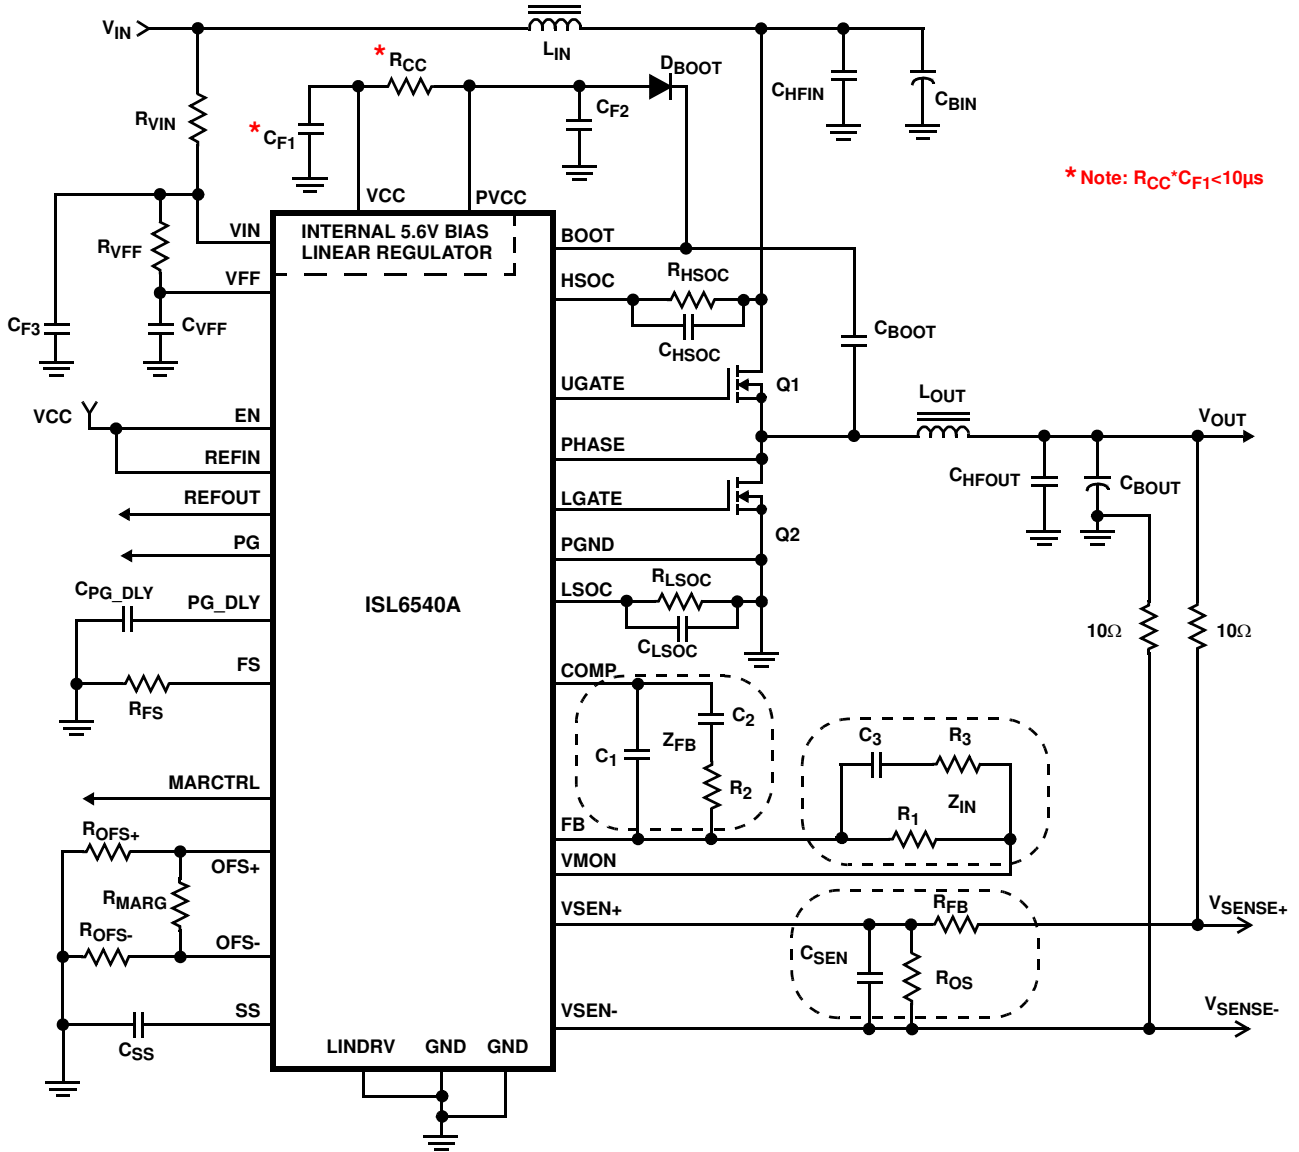 VIN
LIN
* RCC
DBOOT
CHFIN
CBIN
RVIN
* CF1
CF2
* Note: RCC*CF1<10µs
VCC
PVCC
VIN
INTERNAL 5.6V BIAS
LINEAR REGULATOR
BOOT
RVFF
HSOC
RHSOC
VFF
CF3
CVFF
CHSOC
CBOOT
UGATE
Q1
LOUT
VCC
EN
VOUT
PHASE
REFIN
CHFOUT
CBOUT
REFOUT
LGATE
Q2
PG
PGND
CPG_DLY
PG_DLY
ISL6540A
LSOC
RLSOC
CLSOC
10Ω
10Ω
FS
RFS
COMP
C2
C1
ZFB
R2
C3
R3
ZIN
R1
MARCTRL
FB
ROFS+
OFS+
VMON
RMARG
VSEN+
RFB
VSENSE+
ROFS-
OFS-
CSEN
ROS
SS
CSS
VSEN-
VSENSE-
LINDRV
GND
GND